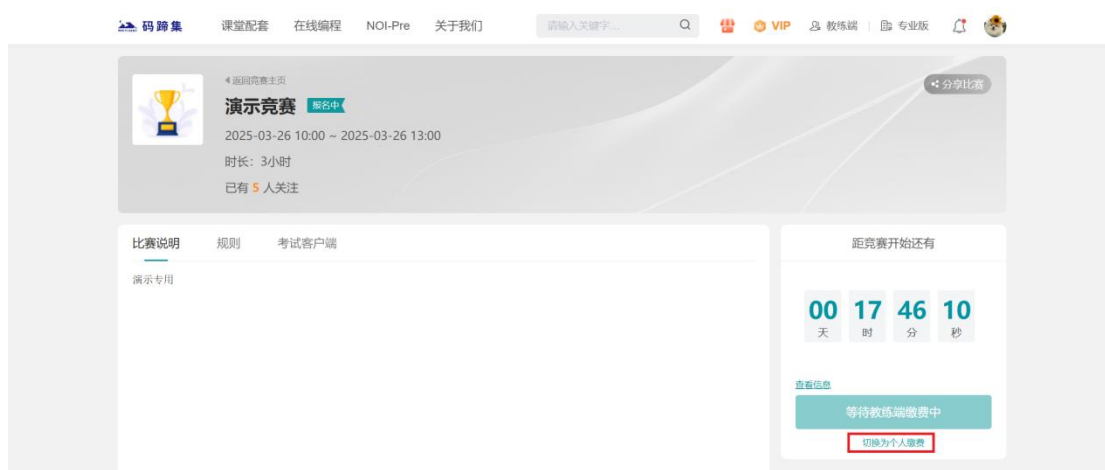 码蹄集 课堂配套 在线编程 NOI-Pre 关于我们 请输入关键字... VIP 教练端 专业版
返回竞赛主页 分享比赛
演示竞赛 报名中
2025-03-26 10:00 ~ 2025-03-26 13:00
时长：3小时
已有 5 人关注
比赛说明 规则 考试客户端
演示专用
距竞赛开始还有
00 17 46 10
天 时 分 秒
查看信息
等待教练端缴费中
切换为个人缴费